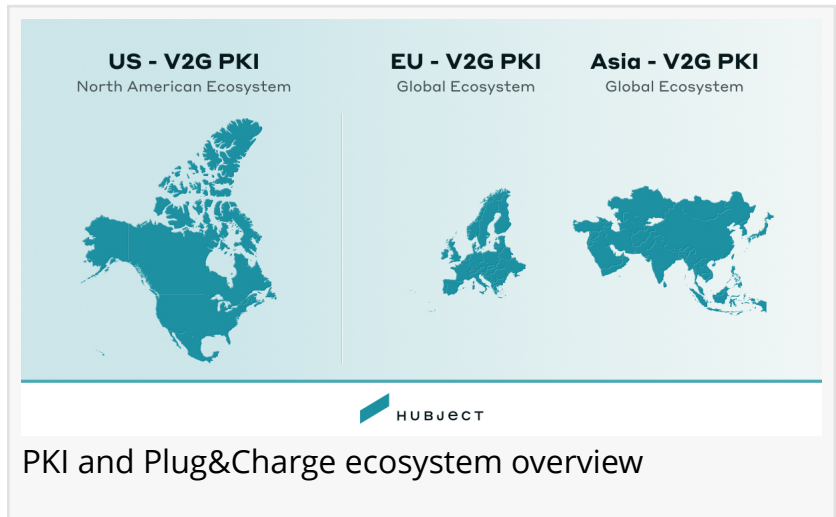 US - V2G PKI
North American Ecosystem
EU - V2G PKI
Global Ecosystem
Asia - V2G PKI
Global Ecosystem
HUBJECT
PKI and Plug&Charge ecosystem overview